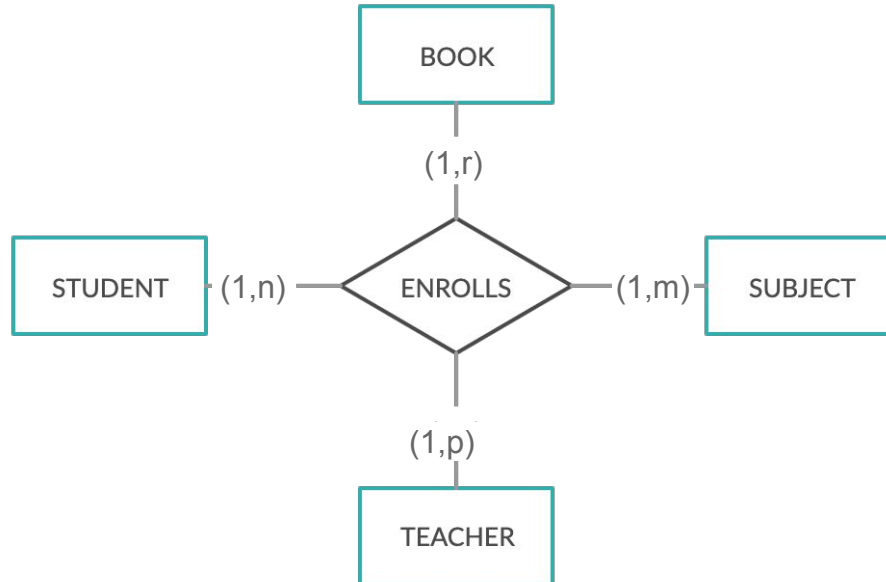 BOOK
(1,r)
STUDENT (1,n) ENROLLS (1,m) SUBJECT
(1,p)
TEACHER